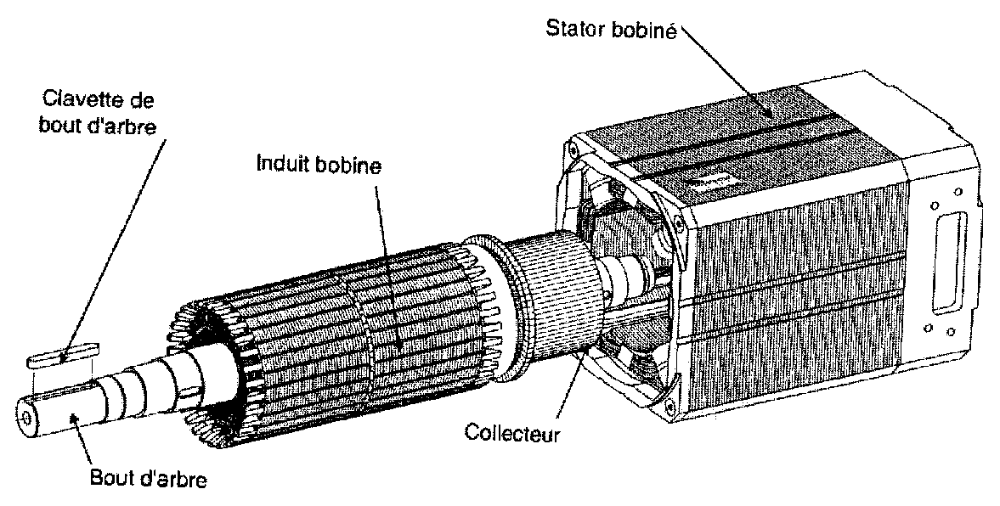 Stator bobiné
Clavette de
bout d'arbre
Induit bobine
Collecteur
Bout d'arbre